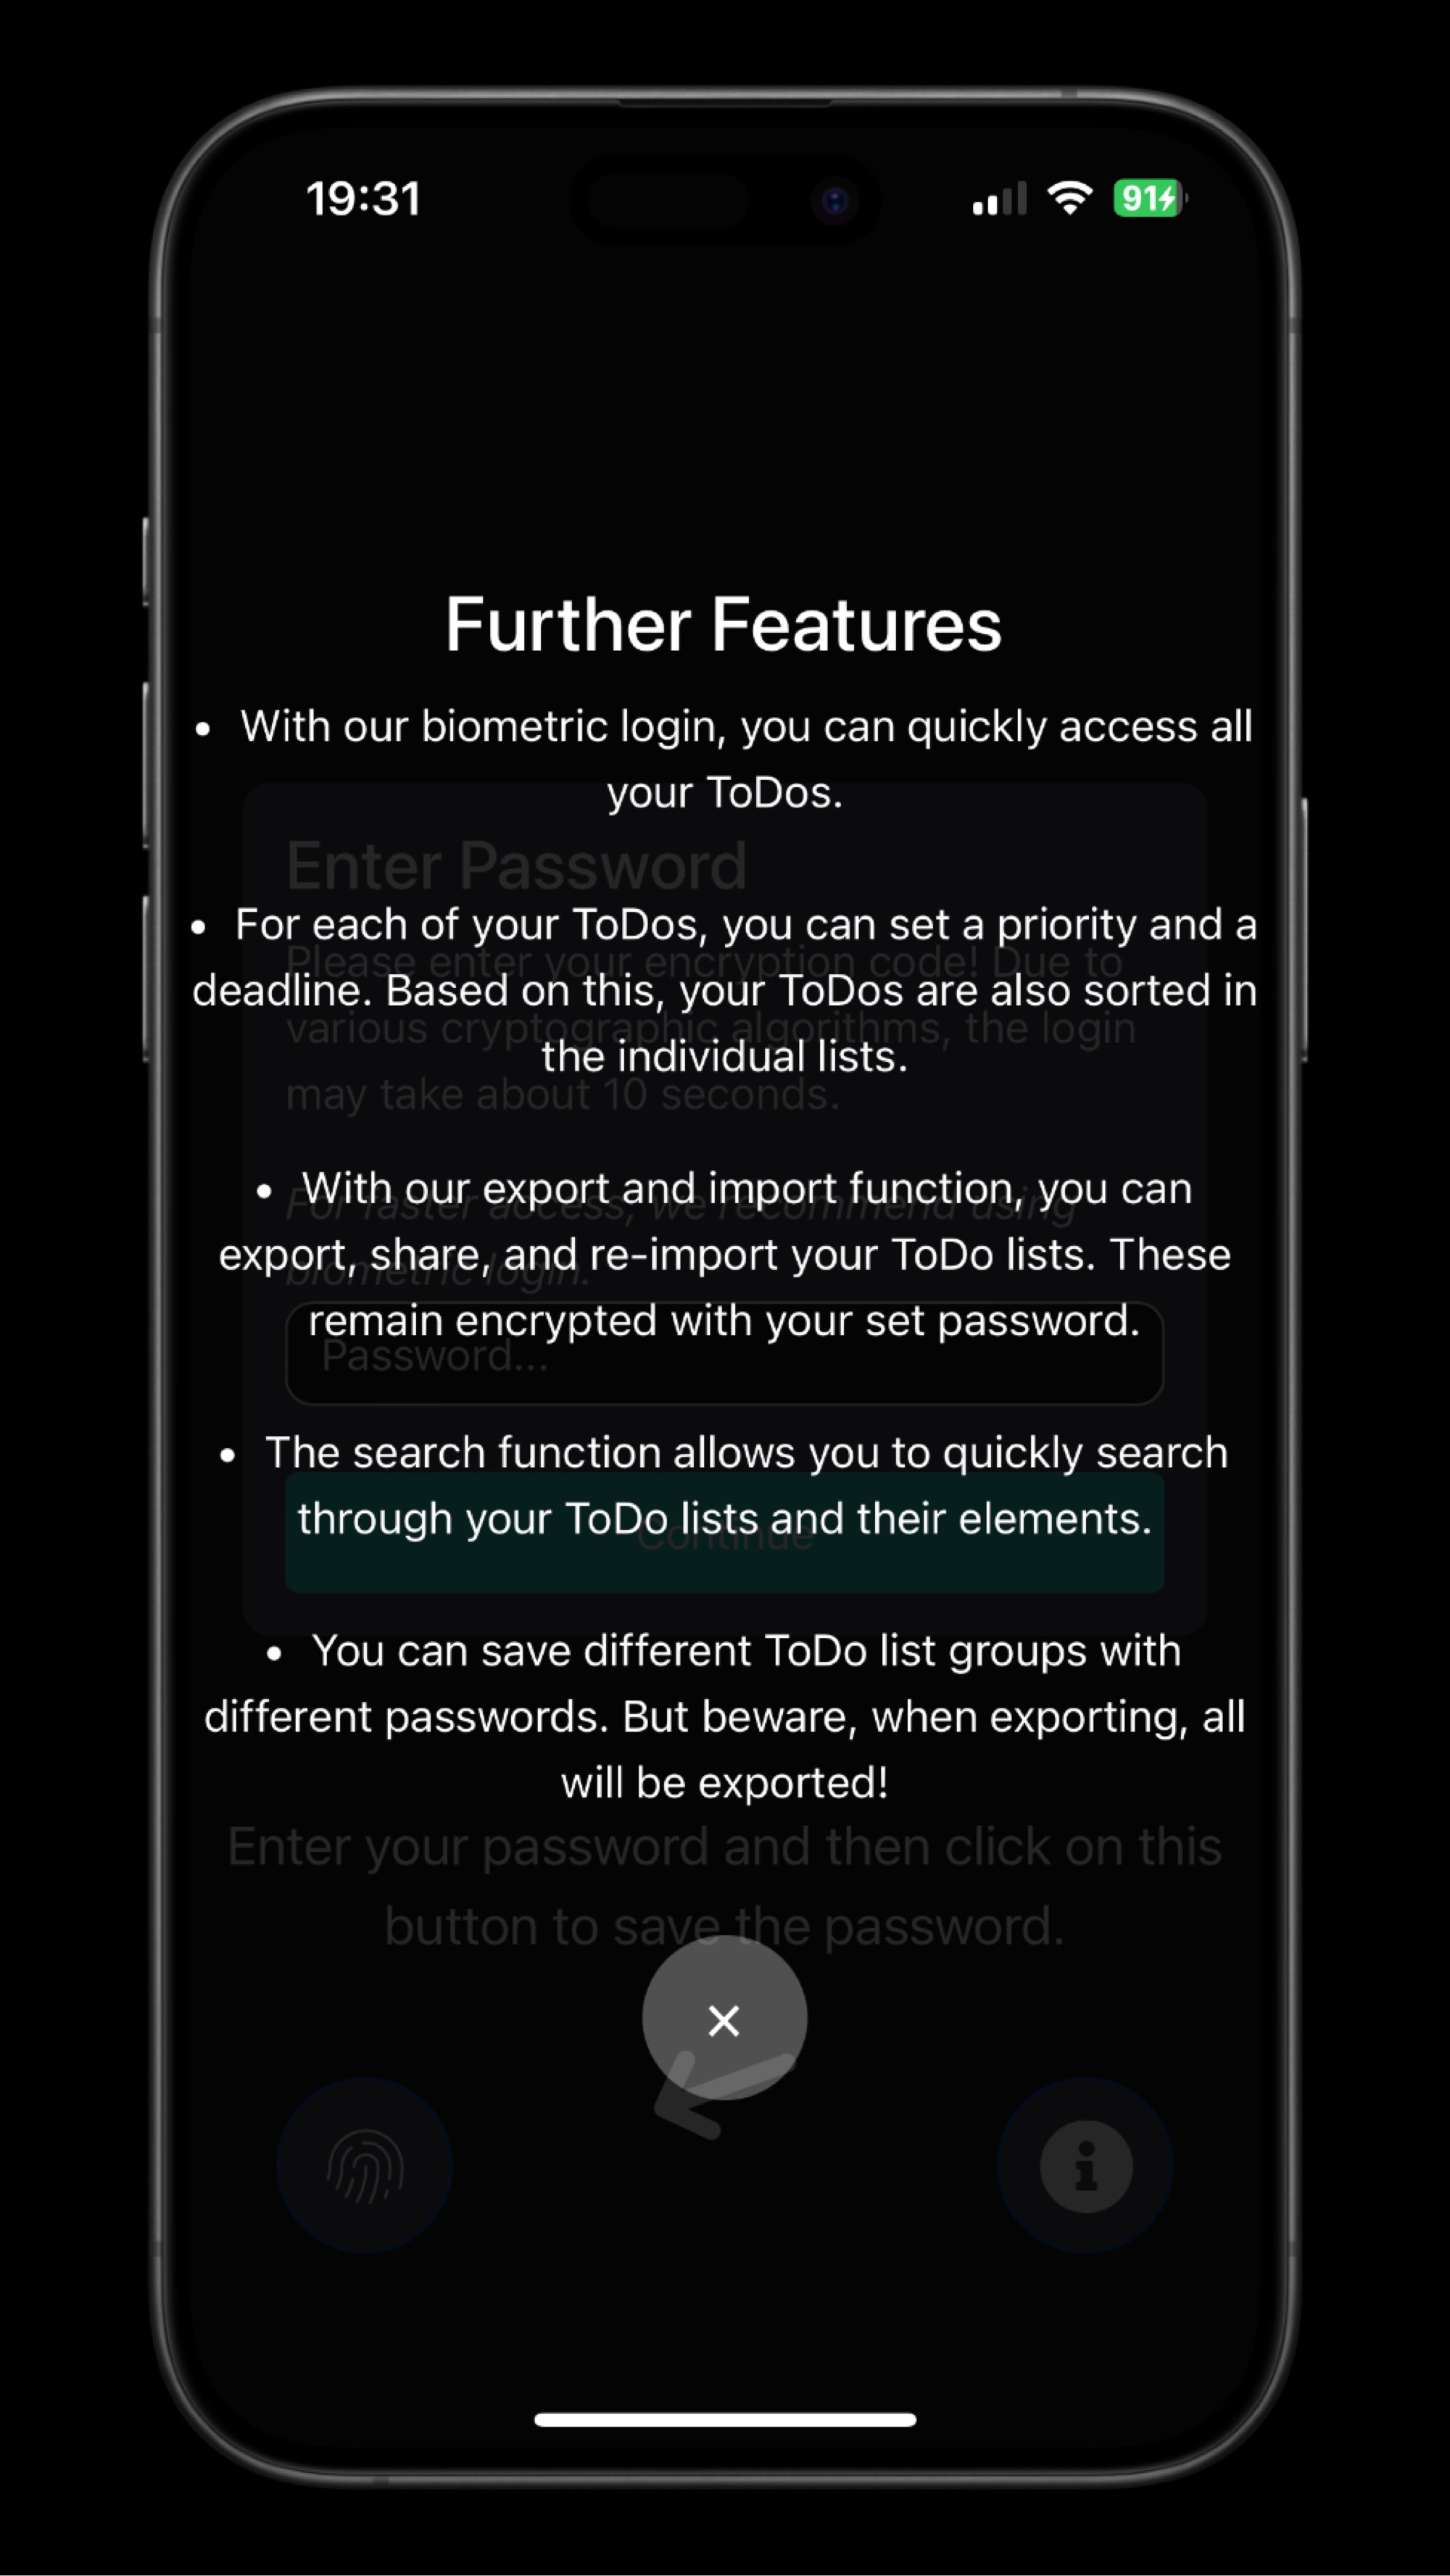 19:31
91
Further Features
• With our biometric login, you can quickly access all
your ToDos.
Enter Password
• For each of your ToDos, you can set a priority and a
Please enter your encryption code! Due to
deadline. Based on this, your ToDos are also sorted in
various cryptographic algorithms, the login
the individual lists.
may take about 10 seconds.
• With our export and import function, you can
For faster access, we recommend using
export, share, and re-import your ToDo lists. These
biometric login.
remain encrypted with your set password.
Password...
• The search function allows you to quickly search
through your ToDo lists and their elements.
Continue
• You can save different ToDo list groups with
different passwords. But beware, when exporting, all
will be exported!
Enter your password and then click on this
button to save the password.